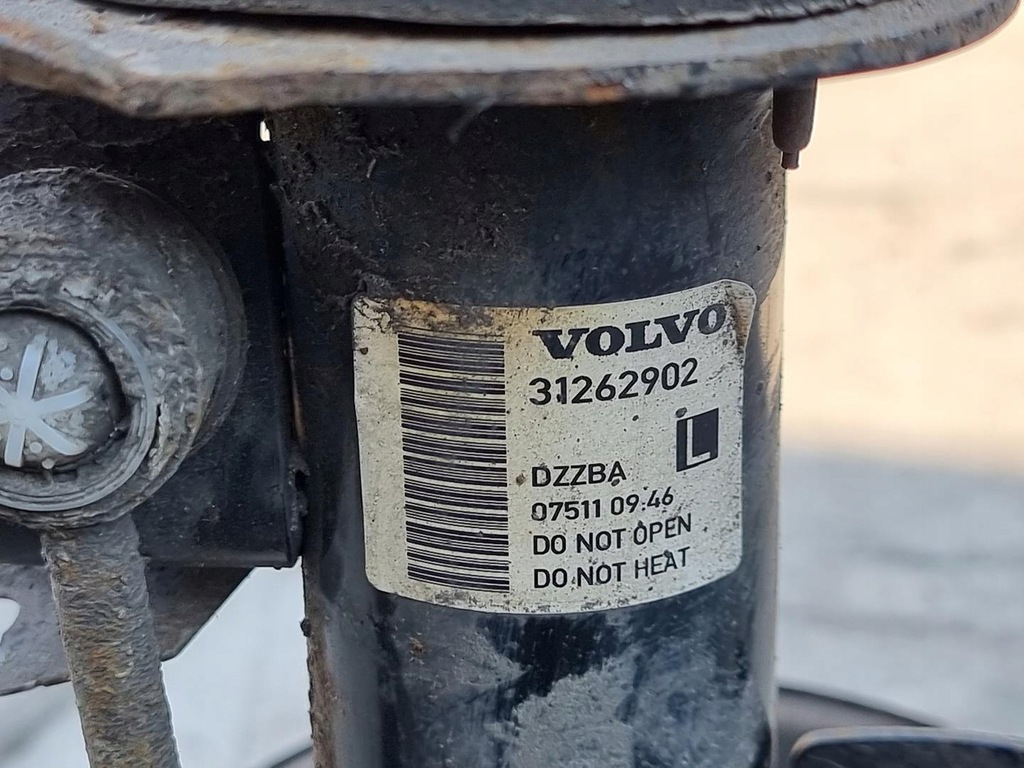 VOLVO
31262902
L
DZZBA
07511 09:46
DO NOT OPEN
DO NOT HEAT